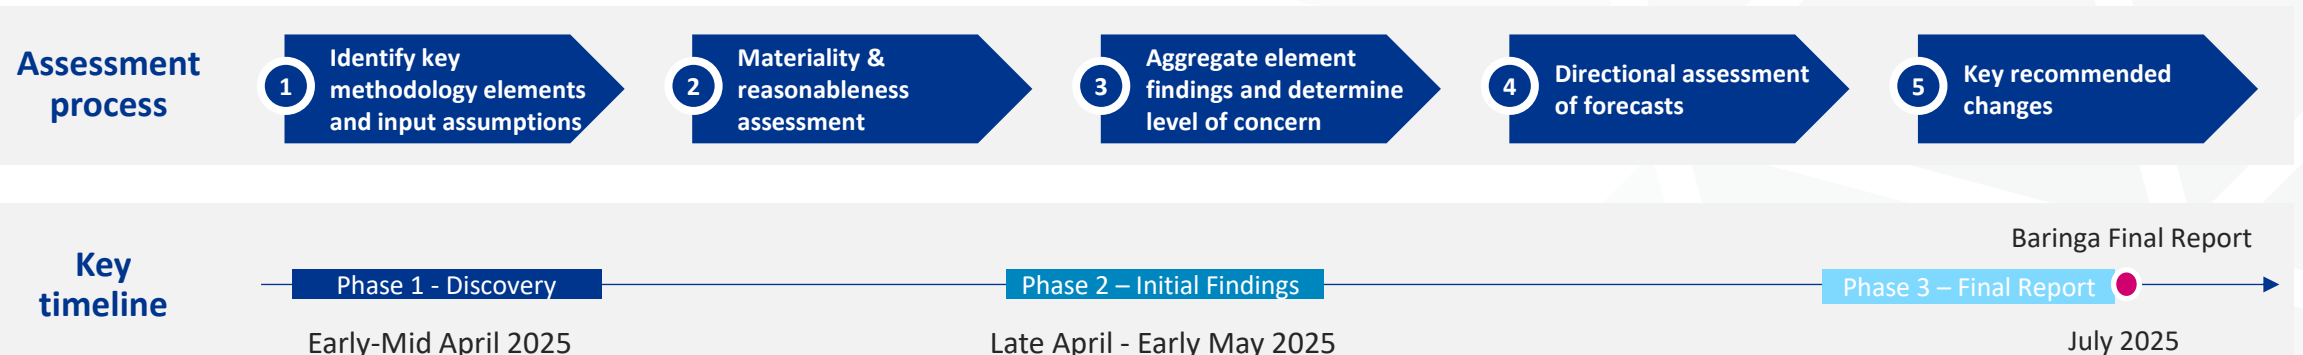 Assessment
process
1
Identify key
methodology elements
and input assumptions
2
Materiality &
reasonableness
assessment
3
Aggregate element
findings and determine
level of concern
4
Directional assessment
of forecasts
5
Key recommended
changes
Key
timeline
Baringa Final Report
Phase 1 - Discovery
Phase 2 – Initial Findings
Phase 3 – Final Report
Early-Mid April 2025
Late April - Early May 2025
July 2025